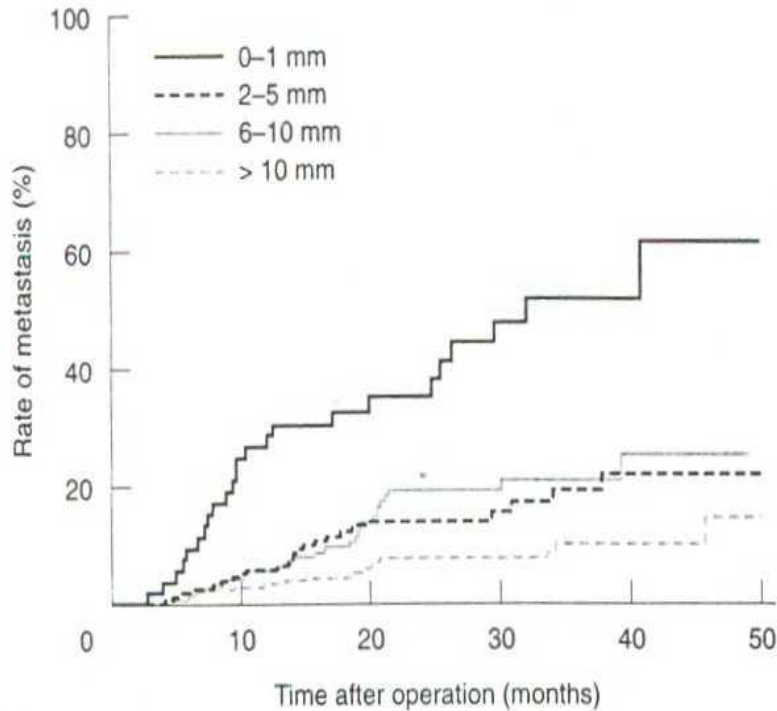 100
80
60
40
20
0
10
20
30
40
50
Rate of metastasis (%)
Time after operation (months)
0–1 mm
2–5 mm
6–10 mm
> 10 mm